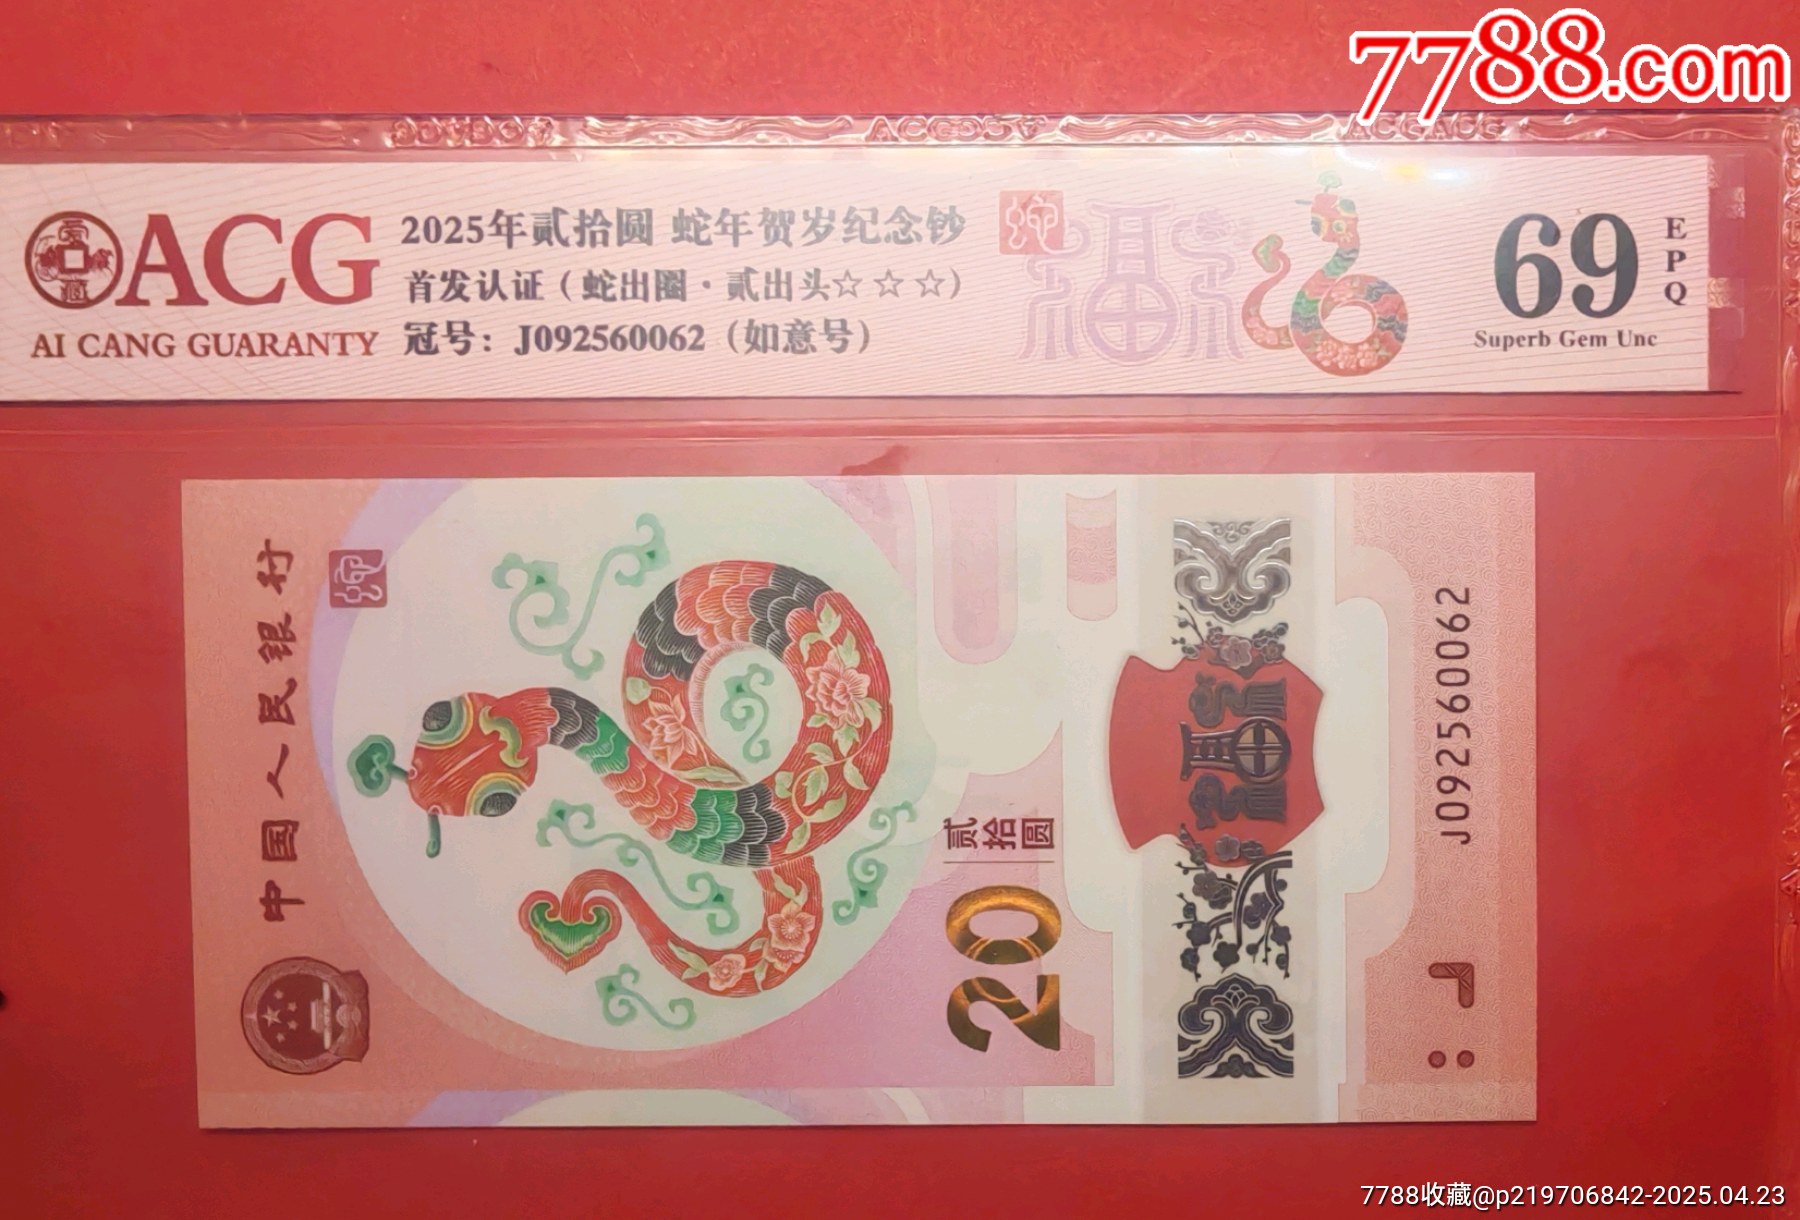 7788.com
ACGACG
ACG
AI CANG GUARANTY
2025年贰拾圆 蛇年贺岁纪念钞
首发认证（蛇出圈·贰出头☆☆☆）
冠号：J092560062（如意号）
福
69
EPQ
Superb Gem Unc
中国人民银行
贰拾圆
20
福
J092560062
7788收藏@p219706842-2025.04.23